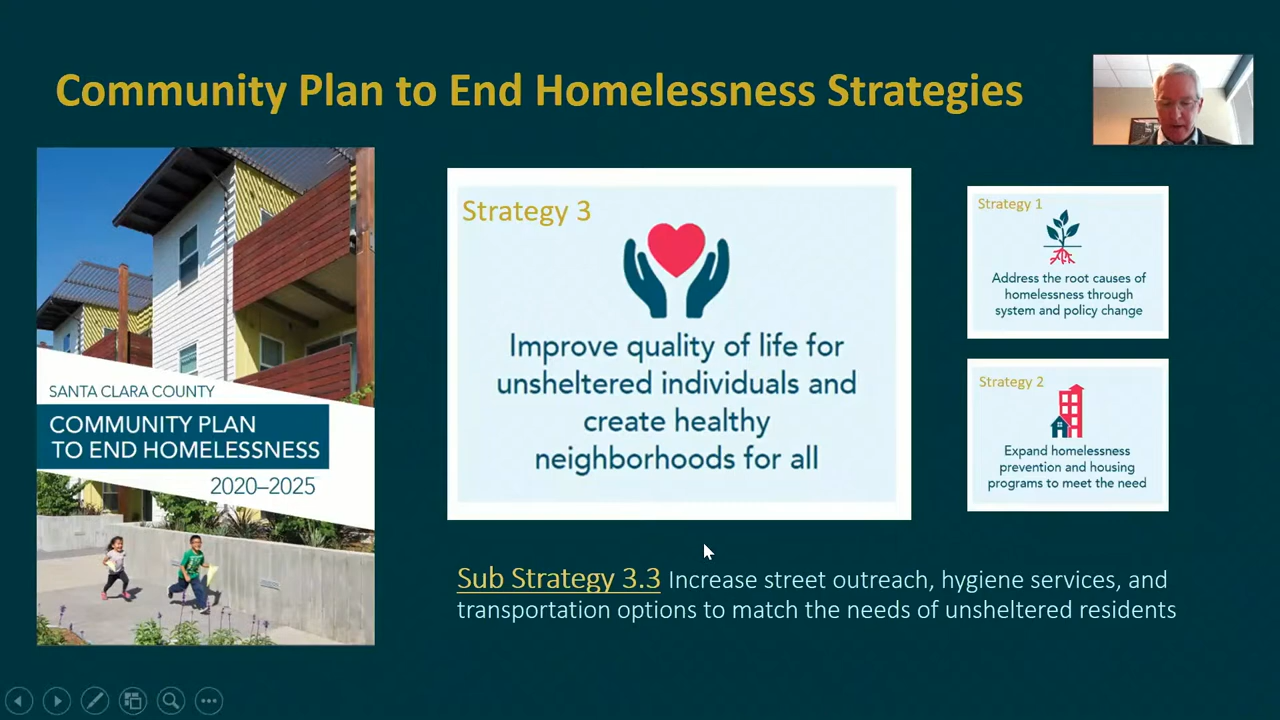 Community Plan to End Homelessness Strategies
SANTA CLARA COUNTY
COMMUNITY PLAN
TO END HOMELESSNESS
2020–2025
Strategy 3
Improve quality of life for
unsheltered individuals and
create healthy
neighborhoods for all
Strategy 1
Address the root causes of
homelessness through
system and policy change
Strategy 2
Expand homelessness
prevention and housing
programs to meet the need
Sub Strategy 3.3 Increase street outreach, hygiene services, and
transportation options to match the needs of unsheltered residents